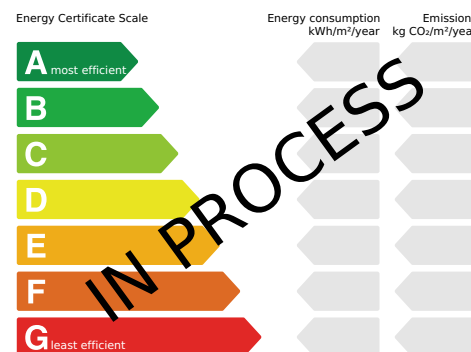 Energy Certificate Scale
Energy consumption
kWh/m²/year
Emission
kg CO₂/m²/year
A most efficient
B
C
D
E
F
G least efficient
IN PROCESS